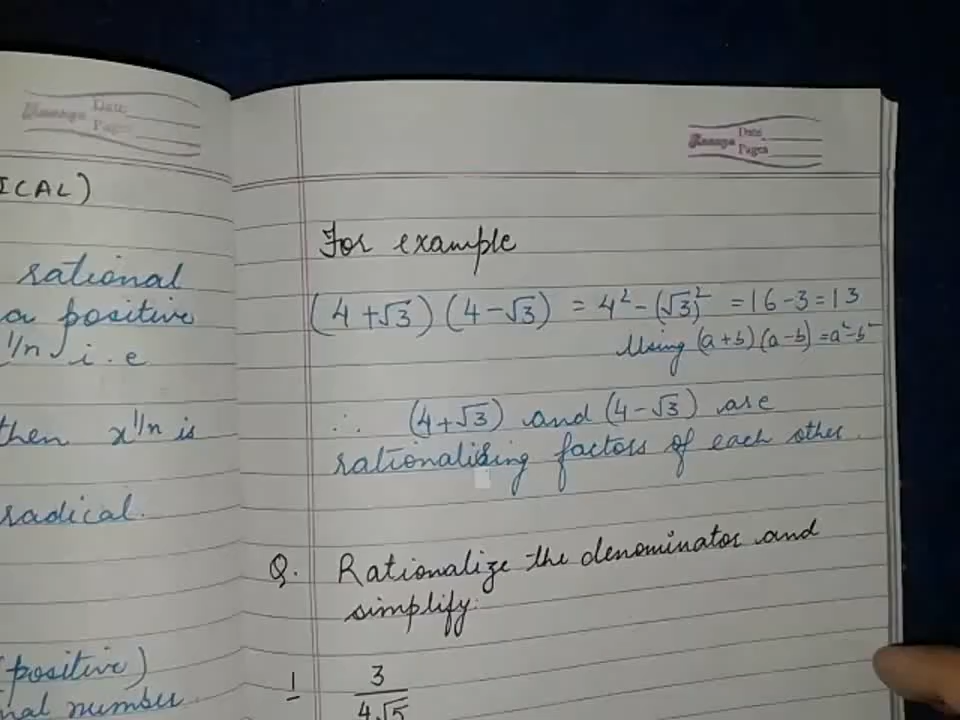 Date
Pages
ICAL)
rational
a positive
1/n i.e
then x^1/n is
radical.
(positive)
nal number
Date
Pages
For example
(4+√3)(4-√3) = 4² - (√3)² = 16-3 = 13
Using (a+b)(a-b) = a²-b²
∴ (4+√3) and (4-√3) are
rationalising factors of each other.
Q. Rationalize the denominator and
simplify:
1 3
4√5